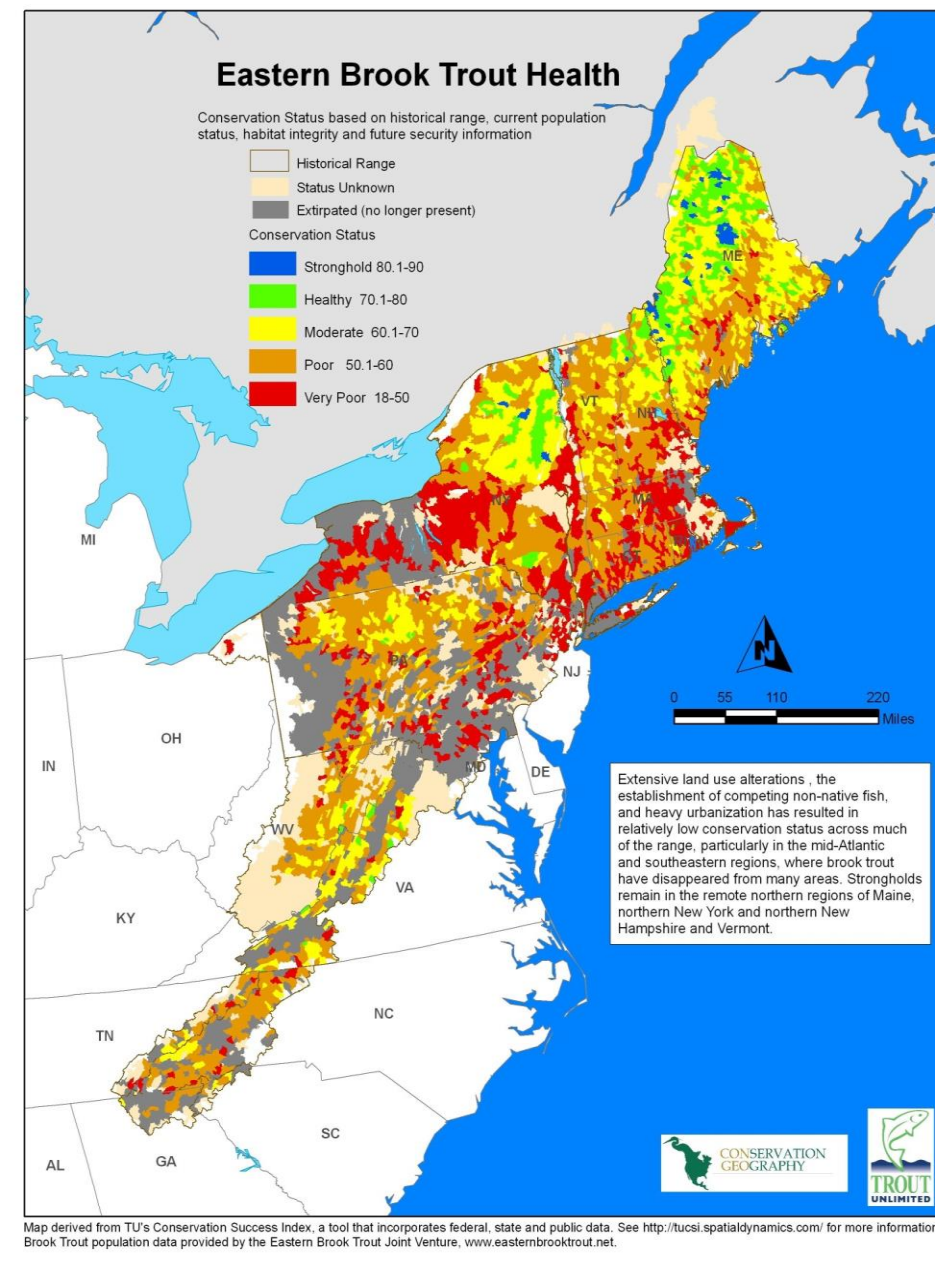 Eastern Brook Trout Health
Conservation Status based on historical range, current population
status, habitat integrity and future security information
Historical Range
Status Unknown
Extirpated (no longer present)
Conservation Status
Stronghold 80.1-90
Healthy 70.1-80
Moderate 60.1-70
Poor 50.1-60
Very Poor 18-50
ME
VT
NH
NY
MA
CT
RI
MI
PA
NJ
N
0 55 110 220
Miles
OH
IN
MD
DE
WV
VA
KY
Extensive land use alterations , the
establishment of competing non-native fish,
and heavy urbanization has resulted in
relatively low conservation status across much
of the range, particularly in the mid-Atlantic
and southeastern regions, where brook trout
have disappeared from many areas. Strongholds
remain in the remote northern regions of Maine,
northern New York and northern New
Hampshire and Vermont.
TN
NC
SC
AL
GA
CONSERVATION
GEOGRAPHY
TROUT
UNLIMITED
Map derived from TU's Conservation Success Index, a tool that incorporates federal, state and public data. See http://tucsi.spatialdynamics.com/ for more information
Brook Trout population data provided by the Eastern Brook Trout Joint Venture, www.easternbrooktrout.net.